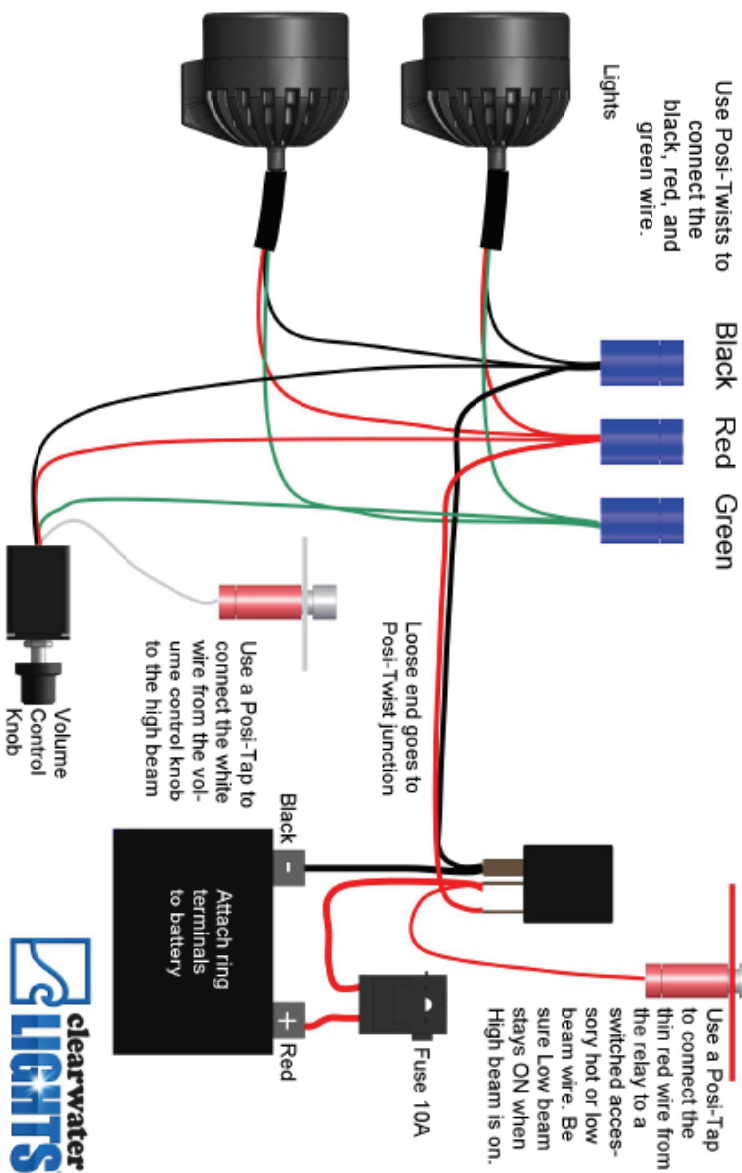 Use Posi-Twists to
connect the
black, red, and
green wire.
Lights
Black
Red
Green
Loose end goes to
Posi-Twist junction
Use a Posi-Tap to
connect the white
wire from the vol-
ume control knob
to the high beam
Volume
Control
Knob
Use a Posi-Tap
to connect the
thin red wire from
the relay to a
switched acces-
sory hot or low
beam wire. Be
sure Low beam
stays ON when
High beam is on.
Black
-
Attach ring
terminals
to battery
+
Red
Fuse 10A
clearwater
LIGHTS